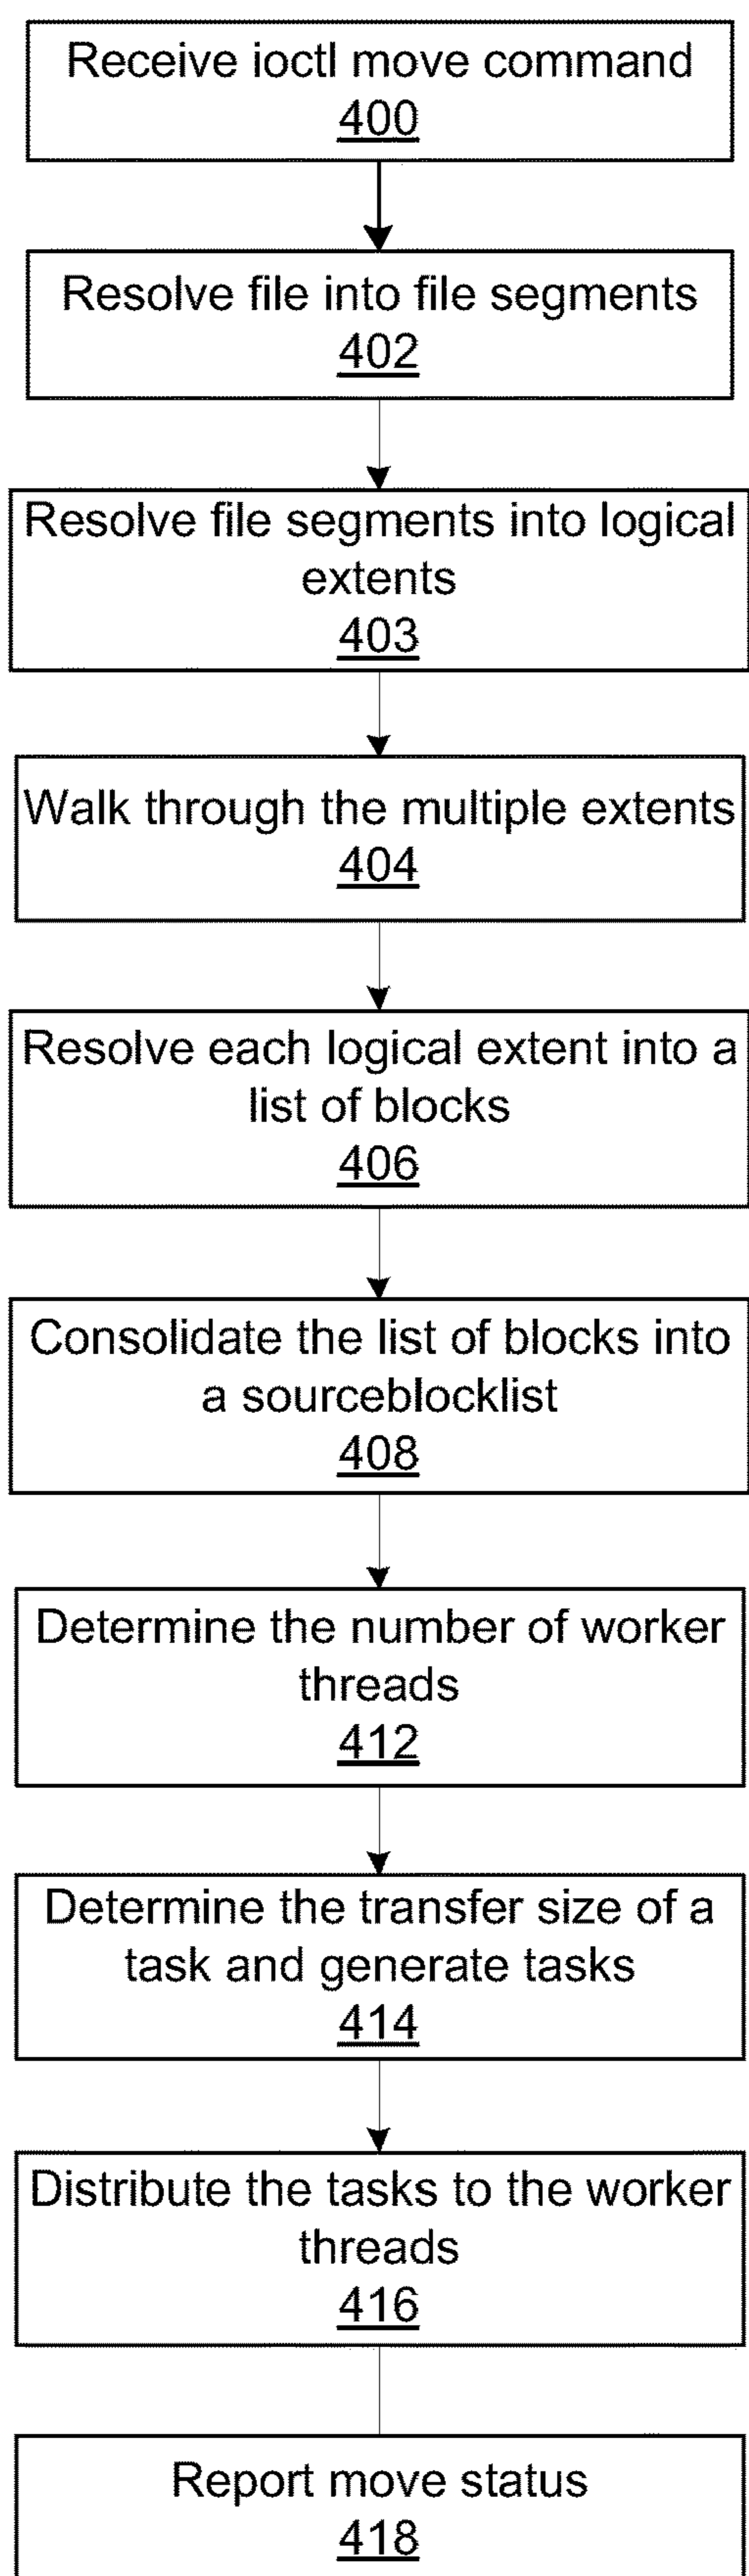 Receive ioctl move command
400
Resolve file into file segments
402
Resolve file segments into logical
extents
403
Walk through the multiple extents
404
Resolve each logical extent into a
list of blocks
406
Consolidate the list of blocks into
a sourceblocklist
408
Determine the number of worker
threads
412
Determine the transfer size of a
task and generate tasks
414
Distribute the tasks to the worker
threads
416
Report move status
418